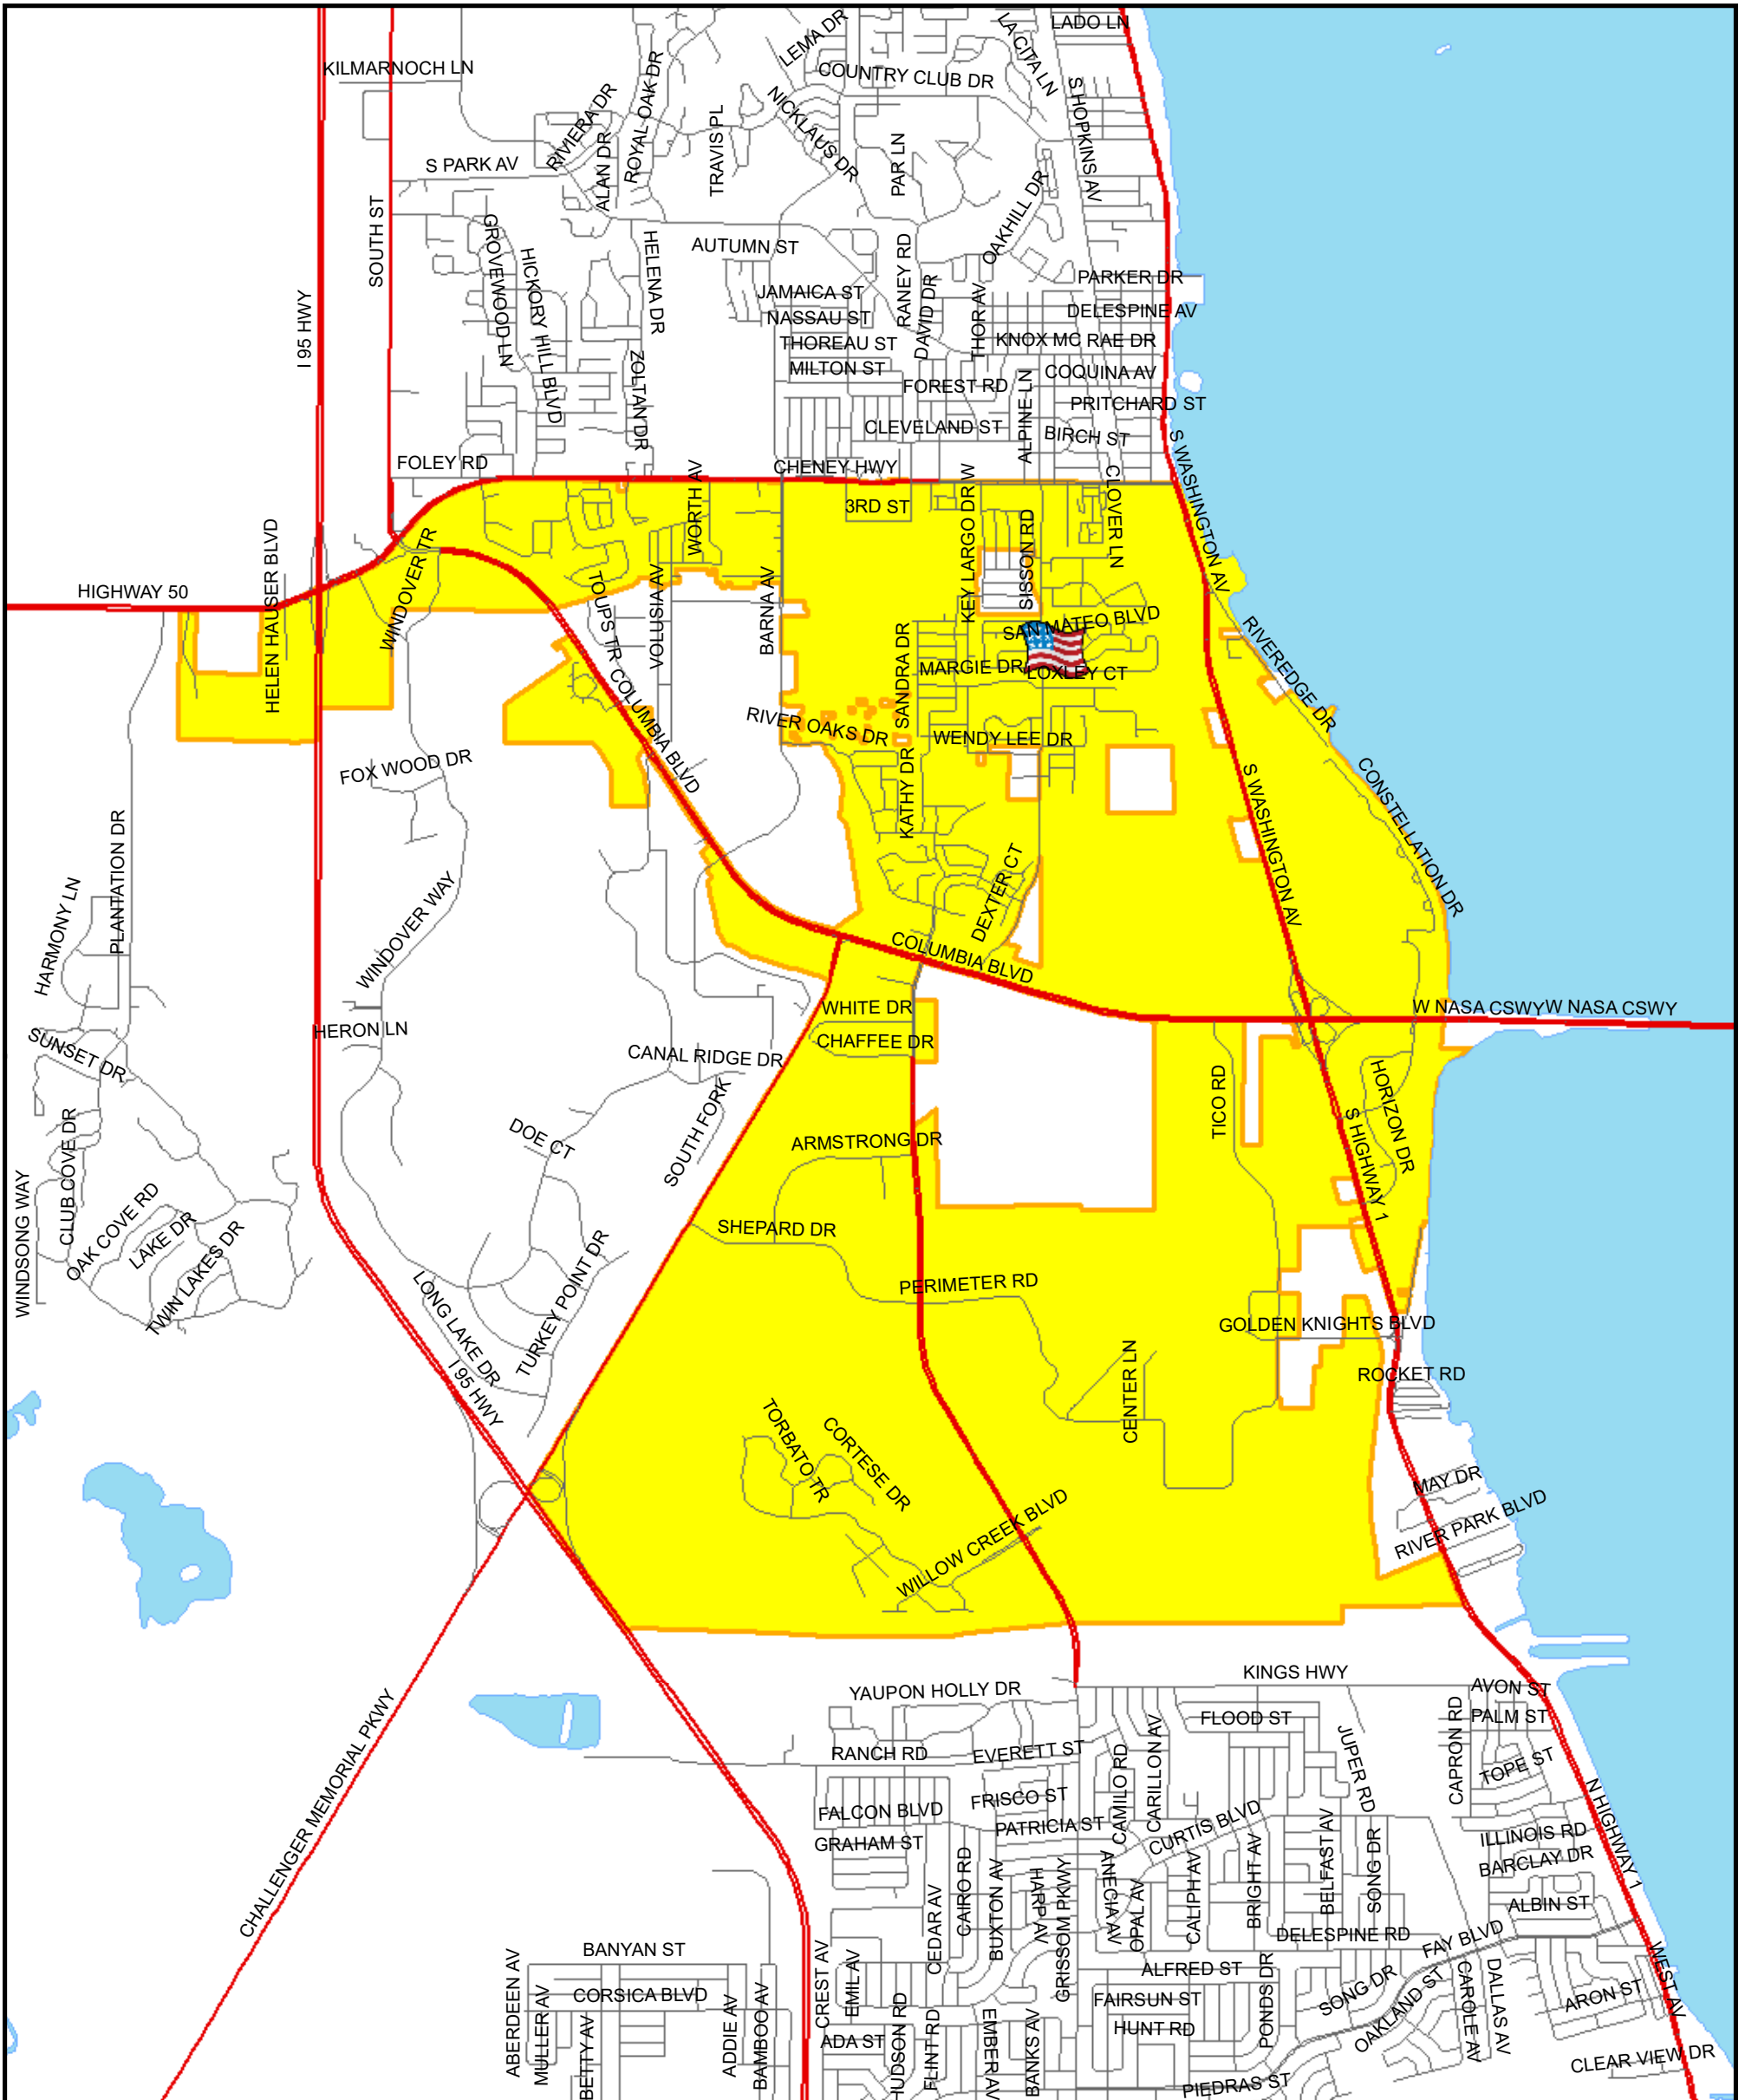 LADO LN
LEMA DR
LA CITA LN
KILMARNOCH LN
COUNTRY CLUB DR
ROYAL OAK DR
RIVIERA DR
NICKLAUS DR
S HOPKINS AV
TRAVIS PL
PAR LN
ALAN DR
S PARK AV
SOUTH ST
OAKHILL DR
GROVEWOOD LN
HICKORY HILL BLVD
HELENA DR
AUTUMN ST
RANEY RD
PARKER DR
I 95 HWY
JAMAICA ST
DAVID DR
THOR AV
DELESPINE AV
NASSAU ST
KNOX MC RAE DR
THOREAU ST
ZOLTAN DR
MILTON ST
COQUINA AV
FOREST RD
ALPINE LN
PRITCHARD ST
CLEVELAND ST
BIRCH ST
S WASHINGTON AV
FOLEY RD
CHENEY HWY
WORTH AV
KEY LARGO DR W
CLOVER LN
3RD ST
SISSON RD
HELEN HAUSER BLVD
WINDOVER TR
HIGHWAY 50
TOUPS TR
VOLUSIA AV
BARNA AV
SAN MATEO BLVD
RIVEREDGE DR
SANDRA DR
MARGIE DR
LOXLEY CT
COLUMBIA BLVD
RIVER OAKS DR
WENDY LEE DR
FOX WOOD DR
KATHY DR
S WASHINGTON AV
CONSTELLATION DR
PLANTATION DR
HARMONY LN
WINDOVER WAY
DEXTER CT
COLUMBIA BLVD
WHITE DR
W NASA CSWY
W NASA CSWY
HERON LN
SUNSET DR
CHAFFEE DR
CANAL RIDGE DR
TICO RD
HORIZON DR
SOUTH FORK
CLUB COVE DR
DOE CT
ARMSTRONG DR
S HIGHWAY 1
WINDSONG WAY
OAK COVE RD
LAKE DR
TWIN LAKES DR
SHEPARD DR
TURKEY POINT DR
PERIMETER RD
LONG LAKE DR
GOLDEN KNIGHTS BLVD
I 95 HWY
CENTER LN
ROCKET RD
TORBATO TR
CORTESE DR
MAY DR
WILLOW CREEK BLVD
RIVER PARK BLVD
KINGS HWY
YAUPON HOLLY DR
AVON ST
CHALLENGER MEMORIAL PKWY
FLOOD ST
CAPRON RD
PALM ST
RANCH RD
EVERETT ST
CAMILO RD
CARILLON AV
JUPER RD
TOPE ST
N HIGHWAY 1
FALCON BLVD
FRISCO ST
PATRICIA ST
CURTIS BLVD
GRAHAM ST
ILLINOIS RD
BARCLAY DR
CAIRO RD
BUXTON AV
HARP AV
GRISSOM PKWY
ANECIA AV
OPAL AV
CALIPH AV
BRIGHT AV
BELFAST AV
SONG DR
CEDAR AV
ALBIN ST
DELESPINE RD
FAY BLVD
BANYAN ST
CREST AV
EMIL AV
ALFRED ST
WEST AV
ABERDEEN AV
MULLER AV
CORSICA BLVD
ADDIE AV
BAMBOO AV
FAIRSUN ST
PONDS DR
SONG DR
OAKLAND ST
CAROLE AV
DALLAS AV
ARON ST
BETTY AV
ADA ST
HUDSON RD
FLINT RD
EMBER AV
BANKS AV
HUNT RD
CLEAR VIEW DR
PIEDRAS ST